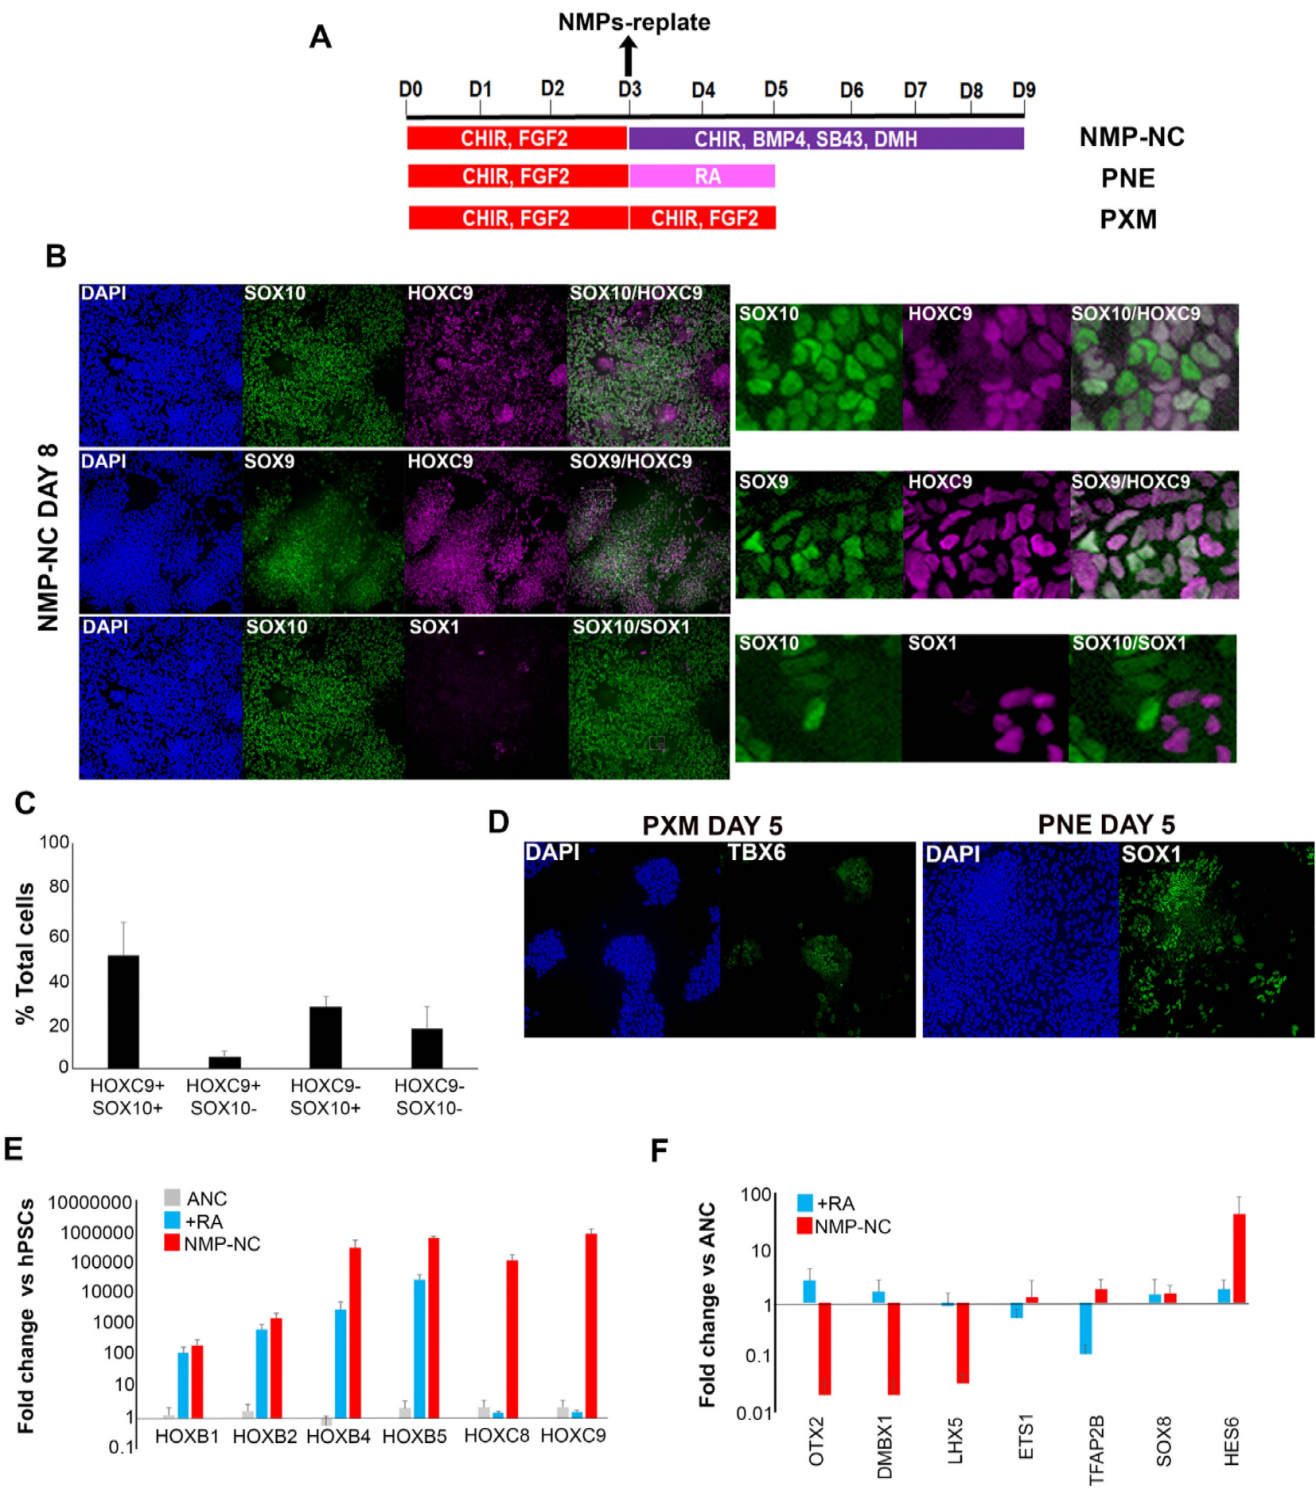 A
NMPs-replate
D0 D1 D2 D3 D4 D5 D6 D7 D8 D9
CHIR, FGF2 CHIR, BMP4, SB43, DMH NMP-NC
CHIR, FGF2 RA PNE
CHIR, FGF2 CHIR, FGF2 PXM
B
NMP-NC DAY 8
DAPI SOX10 HOXC9 SOX10/HOXC9
SOX10 HOXC9 SOX10/HOXC9
DAPI SOX9 HOXC9 SOX9/HOXC9
SOX9 HOXC9 SOX9/HOXC9
DAPI SOX10 SOX1 SOX10/SOX1
SOX10 SOX1 SOX10/SOX1
C
% Total cells
100
80
60
40
20
0
HOXC9+ HOXC9+ HOXC9- HOXC9-
SOX10+ SOX10- SOX10+ SOX10-
D
PXM DAY 5 PNE DAY 5
DAPI TBX6 DAPI SOX1
E
Fold change vs hPSCs
10000000
1000000
100000
10000
1000
100
10
1
0.1
ANC
+RA
NMP-NC
HOXB1 HOXB2 HOXB4 HOXB5 HOXC8 HOXC9
F
Fold change vs ANC
100
10
1
0.1
0.01
+RA
NMP-NC
OTX2
DMBX1
LHX5
ETS1
TFAP2B
SOX8
HES6